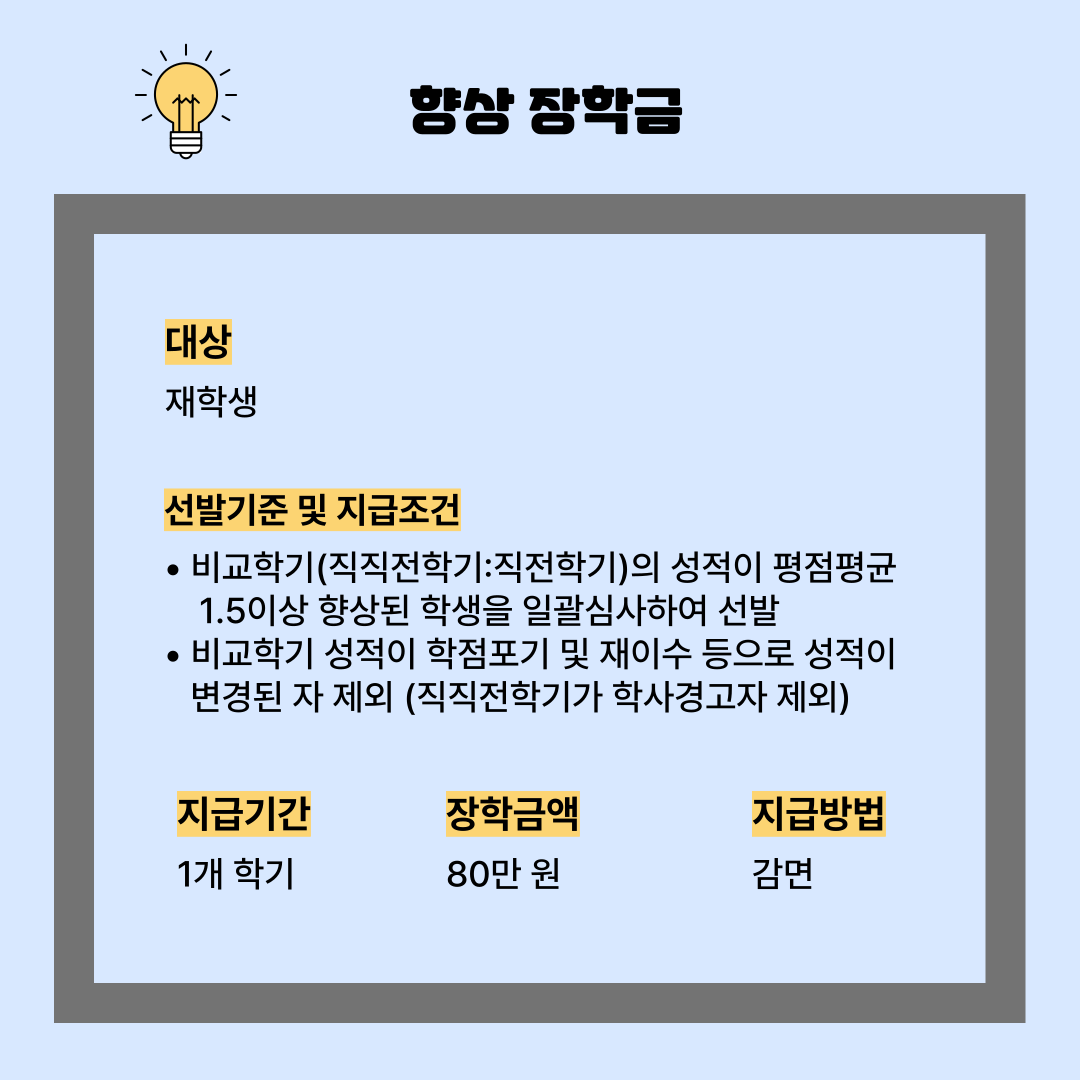 향상 장학금
대상
재학생
선발기준 및 지급조건
• 비교학기(직직전학기:직전학기)의 성적이 평점평균
1.5이상 향상된 학생을 일괄심사하여 선발
• 비교학기 성적이 학점포기 및 재이수 등으로 성적이
변경된 자 제외 (직직전학기가 학사경고자 제외)
지급기간
1개 학기
장학금액
80만 원
지급방법
감면